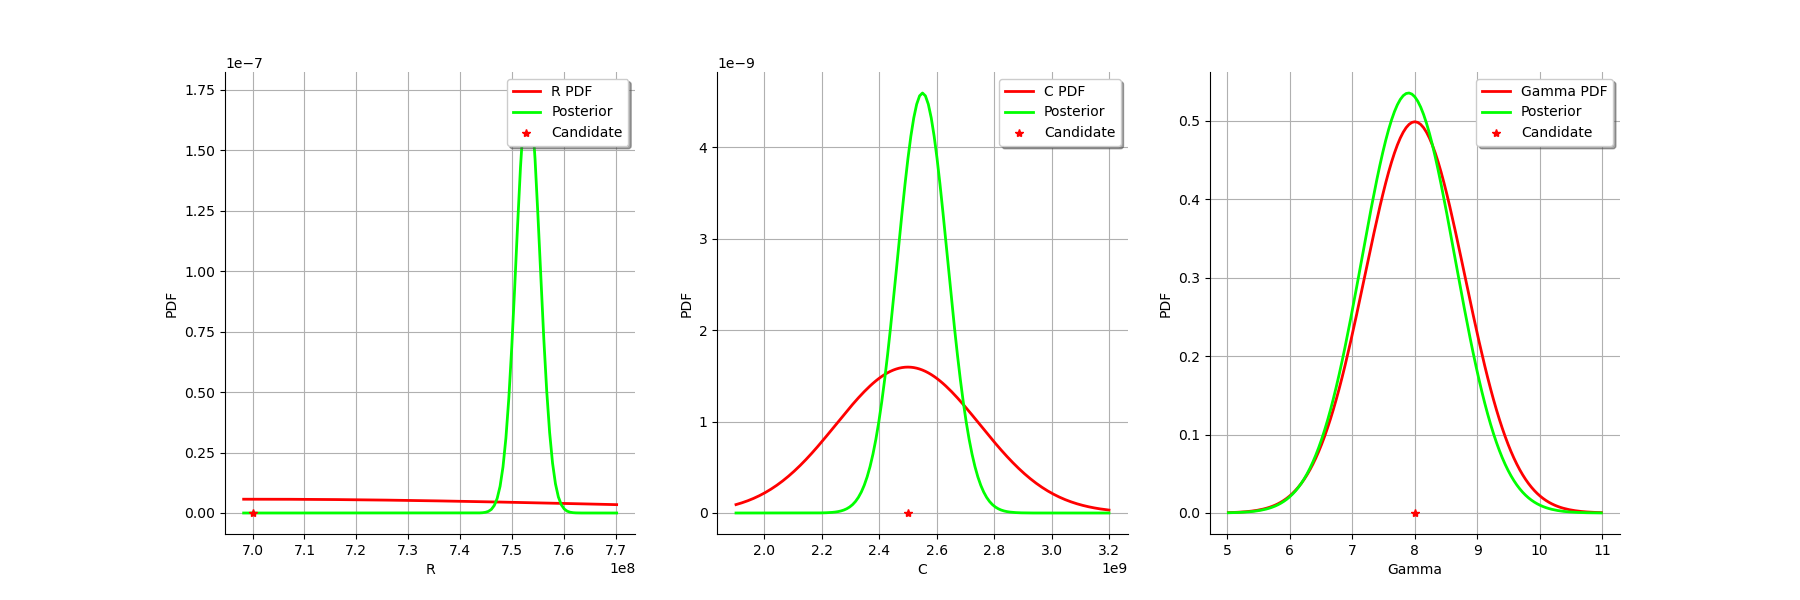 1e−7
1.75
1.50
1.25
1.00
0.75
0.50
0.25
0.00
PDF
7.0 7.1 7.2 7.3 7.4 7.5 7.6 7.7
1e8
R
R PDF
Posterior
Candidate
1e−9
4
3
2
1
0
PDF
2.0 2.2 2.4 2.6 2.8 3.0 3.2
1e9
C
C PDF
Posterior
Candidate
0.5
0.4
0.3
0.2
0.1
0.0
PDF
5 6 7 8 9 10 11
Gamma
Gamma PDF
Posterior
Candidate